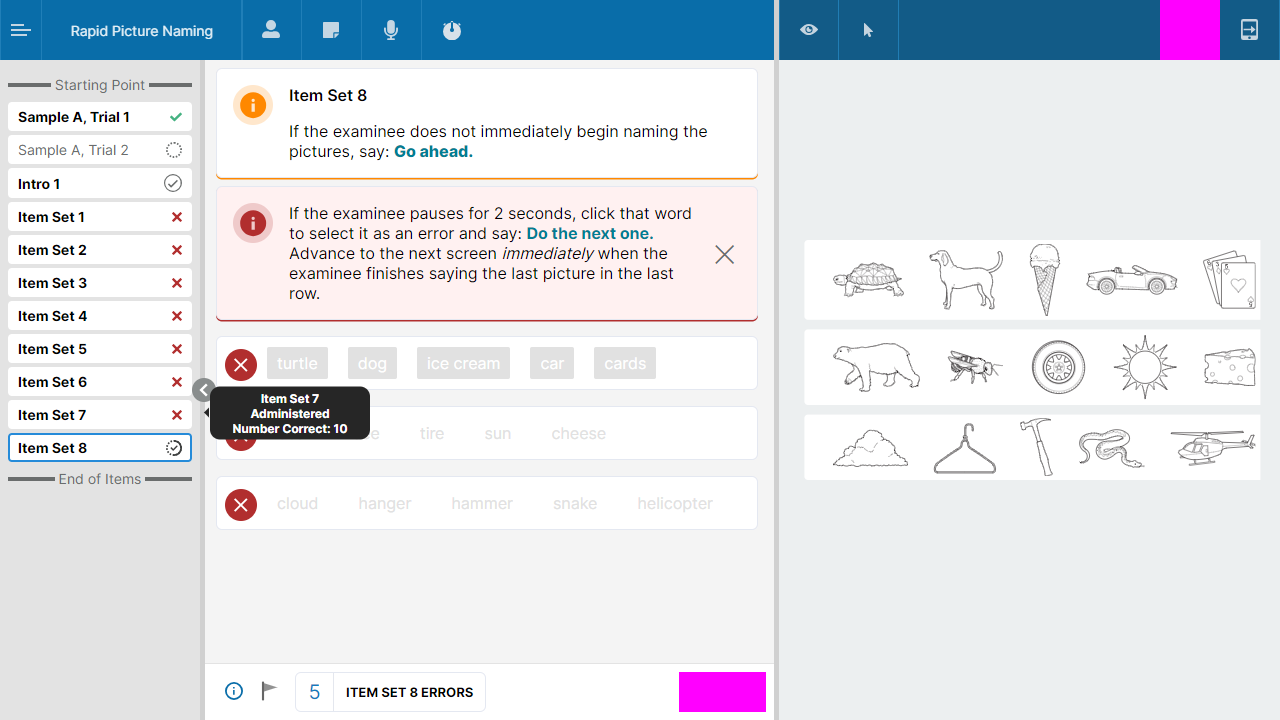 Rapid Picture Naming
Starting Point
Sample A, Trial 1
Sample A, Trial 2
Intro 1
Item Set 1
Item Set 2
Item Set 3
Item Set 4
Item Set 5
Item Set 6
Item Set 7
Item Set 8
End of Items
Item Set 7
Administered
Number Correct: 10
Item Set 8
If the examinee does not immediately begin naming the
pictures, say: Go ahead.
If the examinee pauses for 2 seconds, click that word
to select it as an error and say: Do the next one.
Advance to the next screen immediately when the
examinee finishes saying the last picture in the last
row.
turtle dog ice cream car cards
tire sun cheese
cloud hanger hammer snake helicopter
5 ITEM SET 8 ERRORS